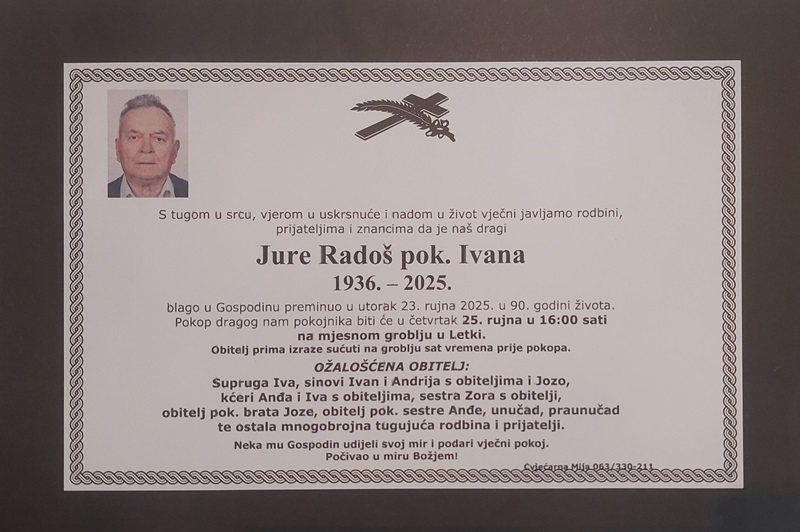 S tugom u srcu, vjerom u uskrsnuće i nadom u život vječni javljamo rodbini,
prijateljima i znancima da je naš dragi
Jure Radoš pok. Ivana
1936. – 2025.
blago u Gospodinu preminuo u utorak 23. rujna 2025. u 90. godini života.
Pokop dragog nam pokojnika biti će u četvrtak 25. rujna u 16:00 sati
na mjesnom groblju u Letki.
Obitelj prima izraze sućuti na groblju sat vremena prije pokopa.
OŽALOŠĆENA OBITELJ:
Supruga Iva, sinovi Ivan i Andrija s obiteljima i Jozo,
kćeri Anđa i Iva s obiteljima, sestra Zora s obitelji,
obitelj pok. brata Joze, obitelj pok. sestre Anđe, unučad, praunučad
te ostala mnogobrojna tugujuća rodbina i prijatelji.
Neka mu Gospodin udijeli svoj mir i podari vječni pokoj.
Počivao u miru Božjem!
Cvjećarna Mija 063/330-211